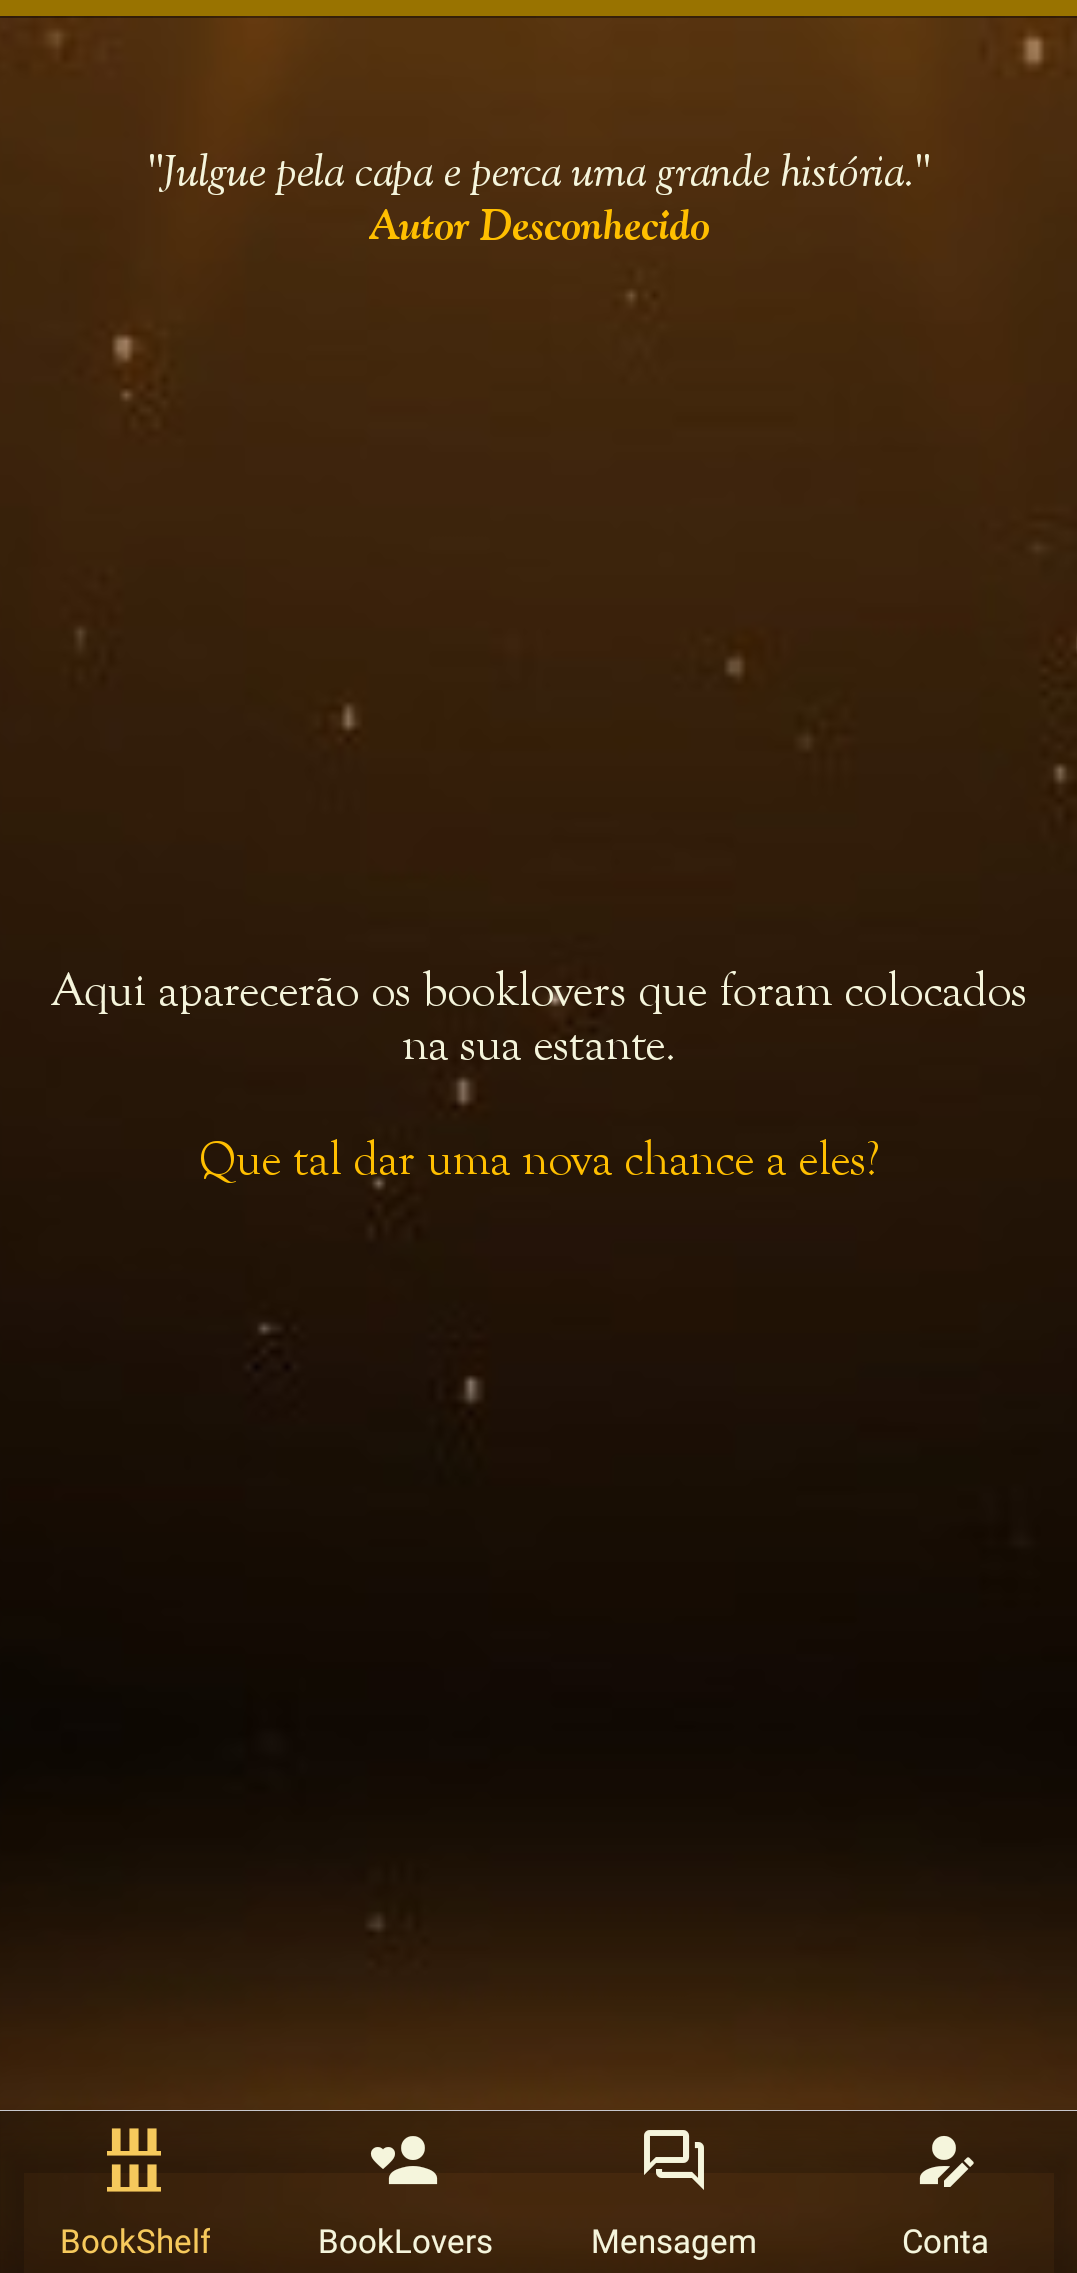 "Julgue pela capa e perca uma grande história."
Autor Desconhecido
Aqui aparecerão os booklovers que foram colocados
na sua estante.
Que tal dar uma nova chance a eles?
BookShelf
BookLovers
Mensagem
Conta